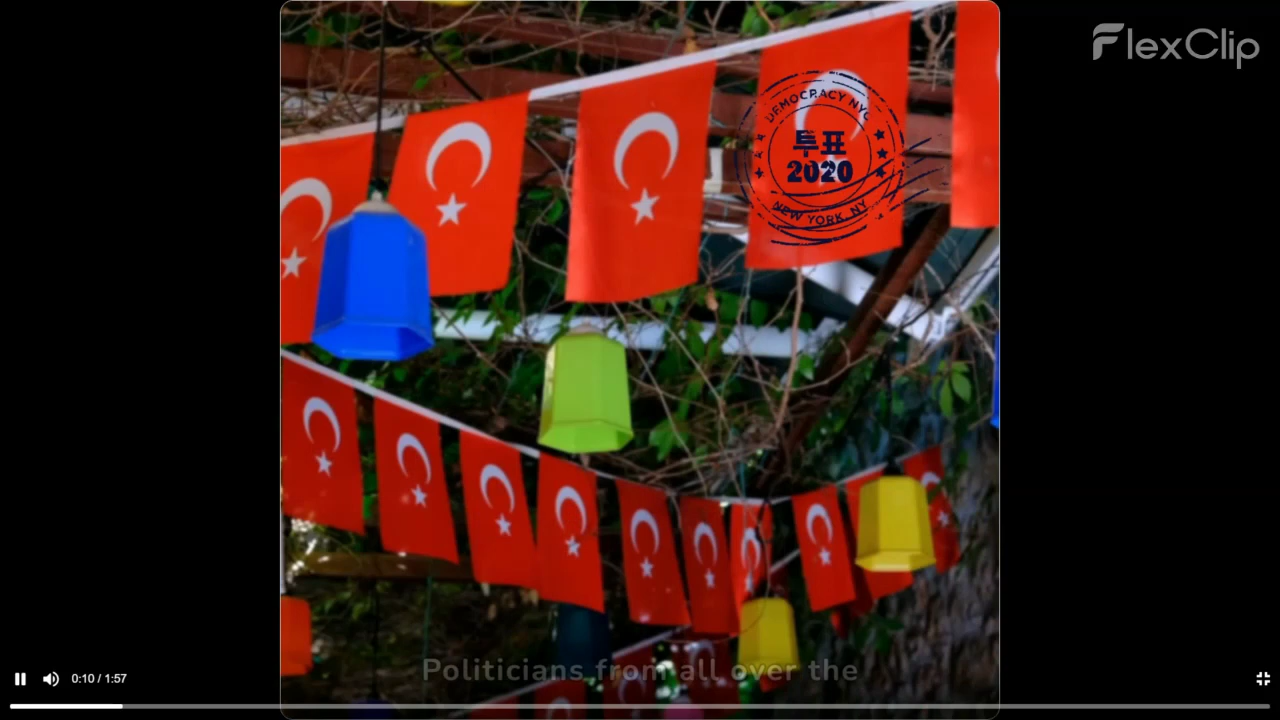 FlexClip
DEMOCRACY NYC
투표
2020
NEW YORK, NY
Politicians from all over the
0:10 / 1:57